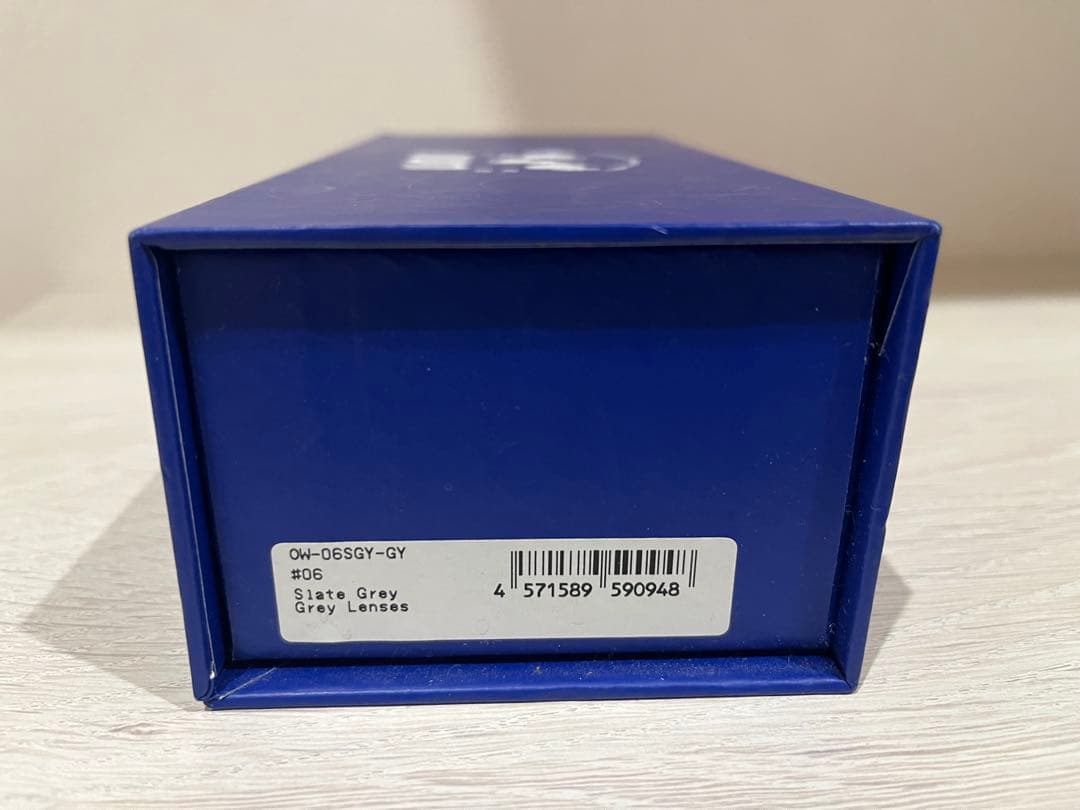 OW-06SGY-GY
#06
Slate Grey
Grey Lenses
4 571589 590948